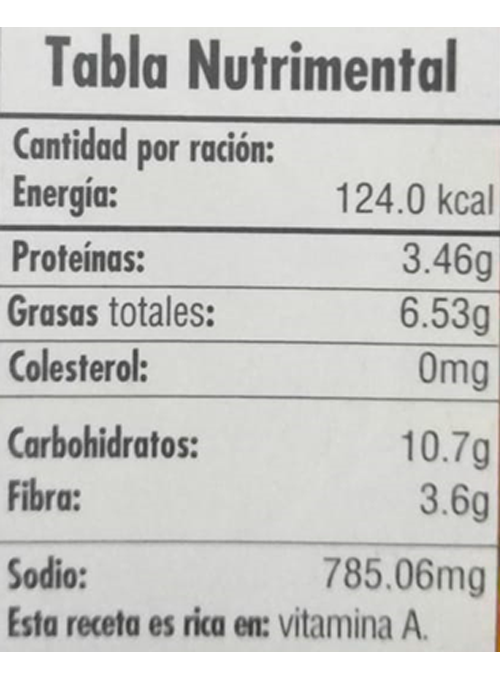 Tabla Nutrimental
Cantidad por ración:
Energía: 124.0 kcal
Proteínas: 3.46g
Grasas totales: 6.53g
Colesterol: 0mg
Carbohidratos: 10.7g
Fibra: 3.6g
Sodio: 785.06mg
Esta receta es rica en: vitamina A.